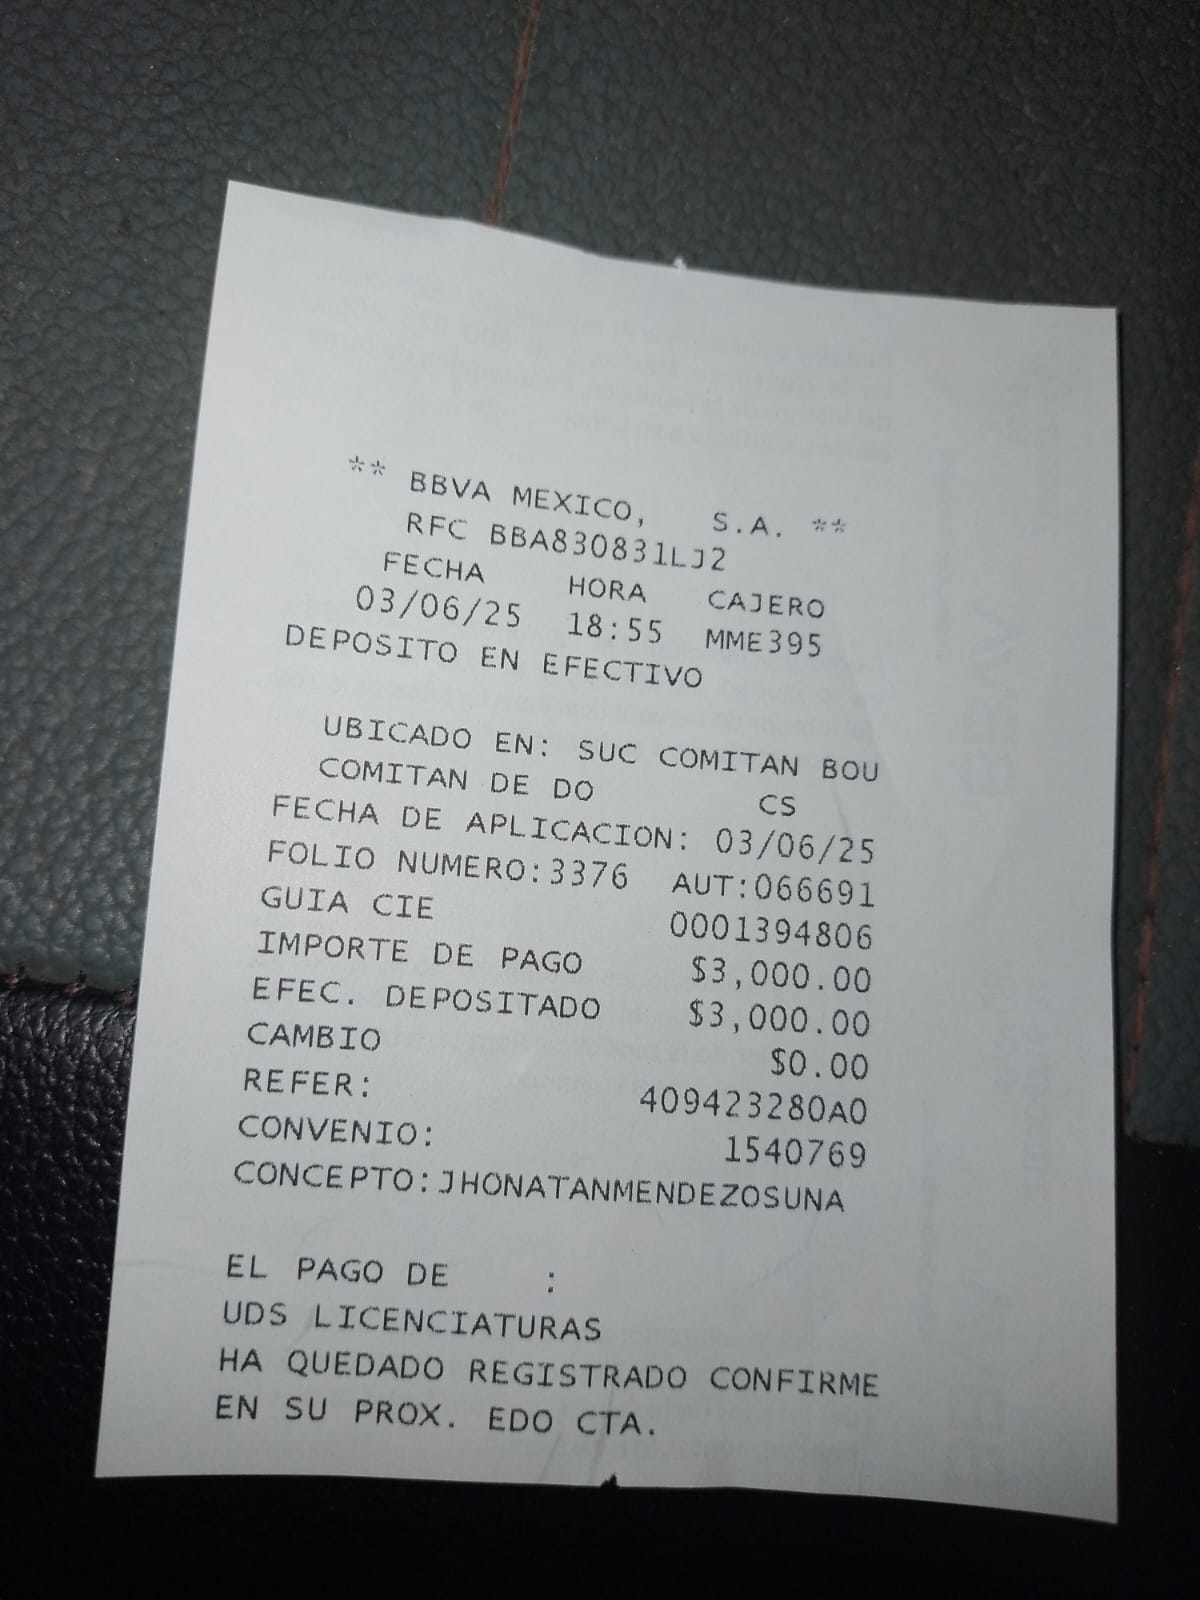 ** BBVA MEXICO, S.A. **
RFC BBA830831LJ2
FECHA HORA CAJERO
03/06/25 18:55 MME395
DEPOSITO EN EFECTIVO
UBICADO EN: SUC COMITAN BOU
COMITAN DE DO CS
FECHA DE APLICACION: 03/06/25
FOLIO NUMERO:3376 AUT:066691
GUIA CIE 0001394806
IMPORTE DE PAGO $3,000.00
EFEC. DEPOSITADO $3,000.00
CAMBIO $0.00
REFER: 409423280A0
CONVENIO: 1540769
CONCEPTO:JHONATANMENDEZOSUNA
EL PAGO DE :
UDS LICENCIATURAS
HA QUEDADO REGISTRADO CONFIRME
EN SU PROX. EDO CTA.